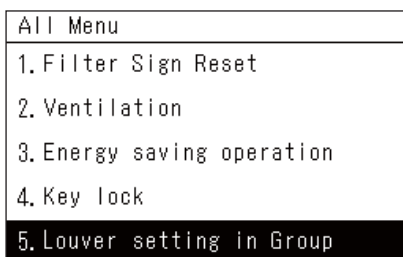 All Menu
1. Filter Sign Reset
2. Ventilation
3. Energy saving operation
4. Key lock
5. Louver setting in Group